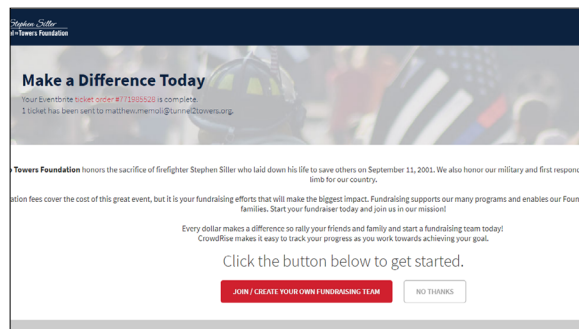 Stephen Siller
el to Towers Foundation
Make a Difference Today
Your Eventbrite ticket order #771985528 is complete.
1 ticket has been sent to matthew.memoli@tunnel2towers.org.
Towers Foundation honors the sacrifice of firefighter Stephen Siller who laid down his life to save others on September 11, 2001. We also honor our military and first respond
limb for our country.
ation fees cover the cost of this great event, but it is your fundraising efforts that will make the biggest impact. Fundraising supports our many programs and enables our Foun
families. Start your fundraiser today and join us in our mission!
Every dollar makes a difference so rally your friends and family and start a fundraising team today!
CrowdRise makes it easy to track your progress as you work towards achieving your goal.
Click the button below to get started.
JOIN / CREATE YOUR OWN FUNDRAISING TEAM
NO THANKS